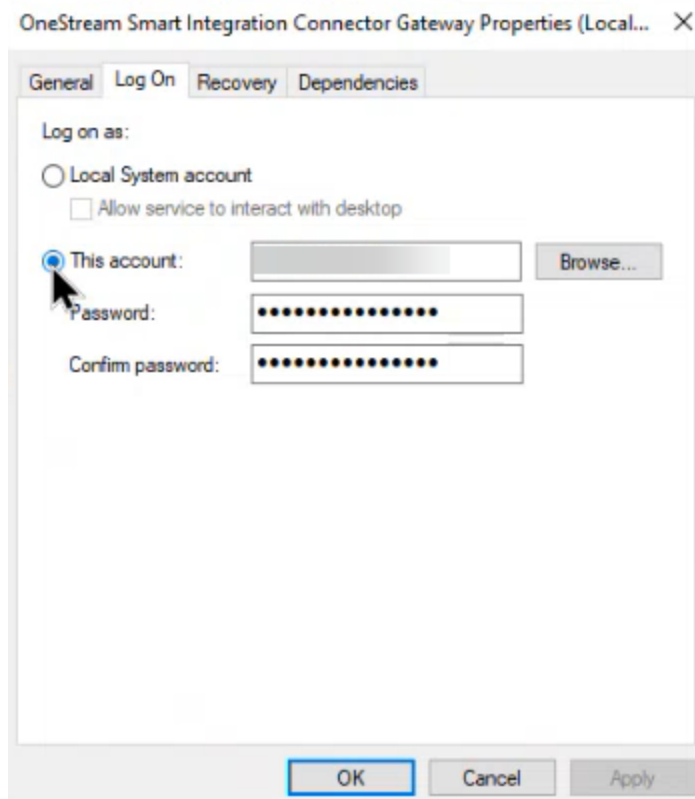 OneStream Smart Integration Connector Gateway Properties (Local...
General Log On Recovery Dependencies
Log on as:
Local System account
Allow service to interact with desktop
This account: Browse...
Password: •••••••••••••••
Confirm password: •••••••••••••••
OK Cancel Apply